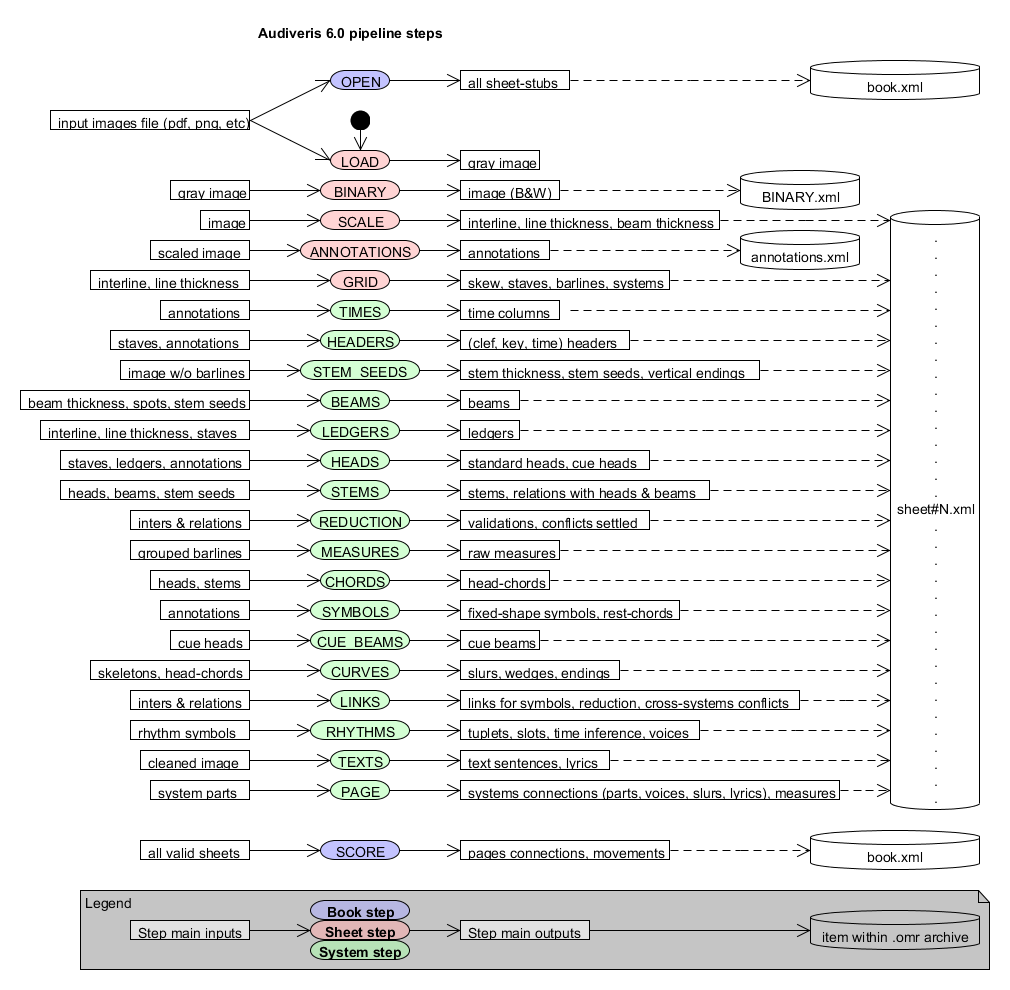 Audiveris 6.0 pipeline steps
OPEN all sheet-stubs book.xml
input images file (pdf, png, etc)
LOAD gray image
gray image BINARY image (B&W) BINARY.xml
image SCALE interline, line thickness, beam thickness
scaled image ANNOTATIONS annotations annotations.xml
interline, line thickness GRID skew, staves, barlines, systems
annotations TIMES time columns
staves, annotations HEADERS (clef, key, time) headers
image w/o barlines STEM_SEEDS stem thickness, stem seeds, vertical endings
beam thickness, spots, stem seeds BEAMS beams
interline, line thickness, staves LEDGERS ledgers
staves, ledgers, annotations HEADS standard heads, cue heads
heads, beams, stem seeds STEMS stems, relations with heads & beams
sheet#N.xml
inters & relations REDUCTION validations, conflicts settled
grouped barlines MEASURES raw measures
heads, stems CHORDS head-chords
annotations SYMBOLS fixed-shape symbols, rest-chords
cue heads CUE_BEAMS cue beams
skeletons, head-chords CURVES slurs, wedges, endings
inters & relations LINKS links for symbols, reduction, cross-systems conflicts
rhythm symbols RHYTHMS tuplets, slots, time inference, voices
cleaned image TEXTS text sentences, lyrics
system parts PAGE systems connections (parts, voices, slurs, lyrics), measures
all valid sheets SCORE pages connections, movements book.xml
Legend
Book step
Step main inputs Sheet step Step main outputs item within .omr archive
System step